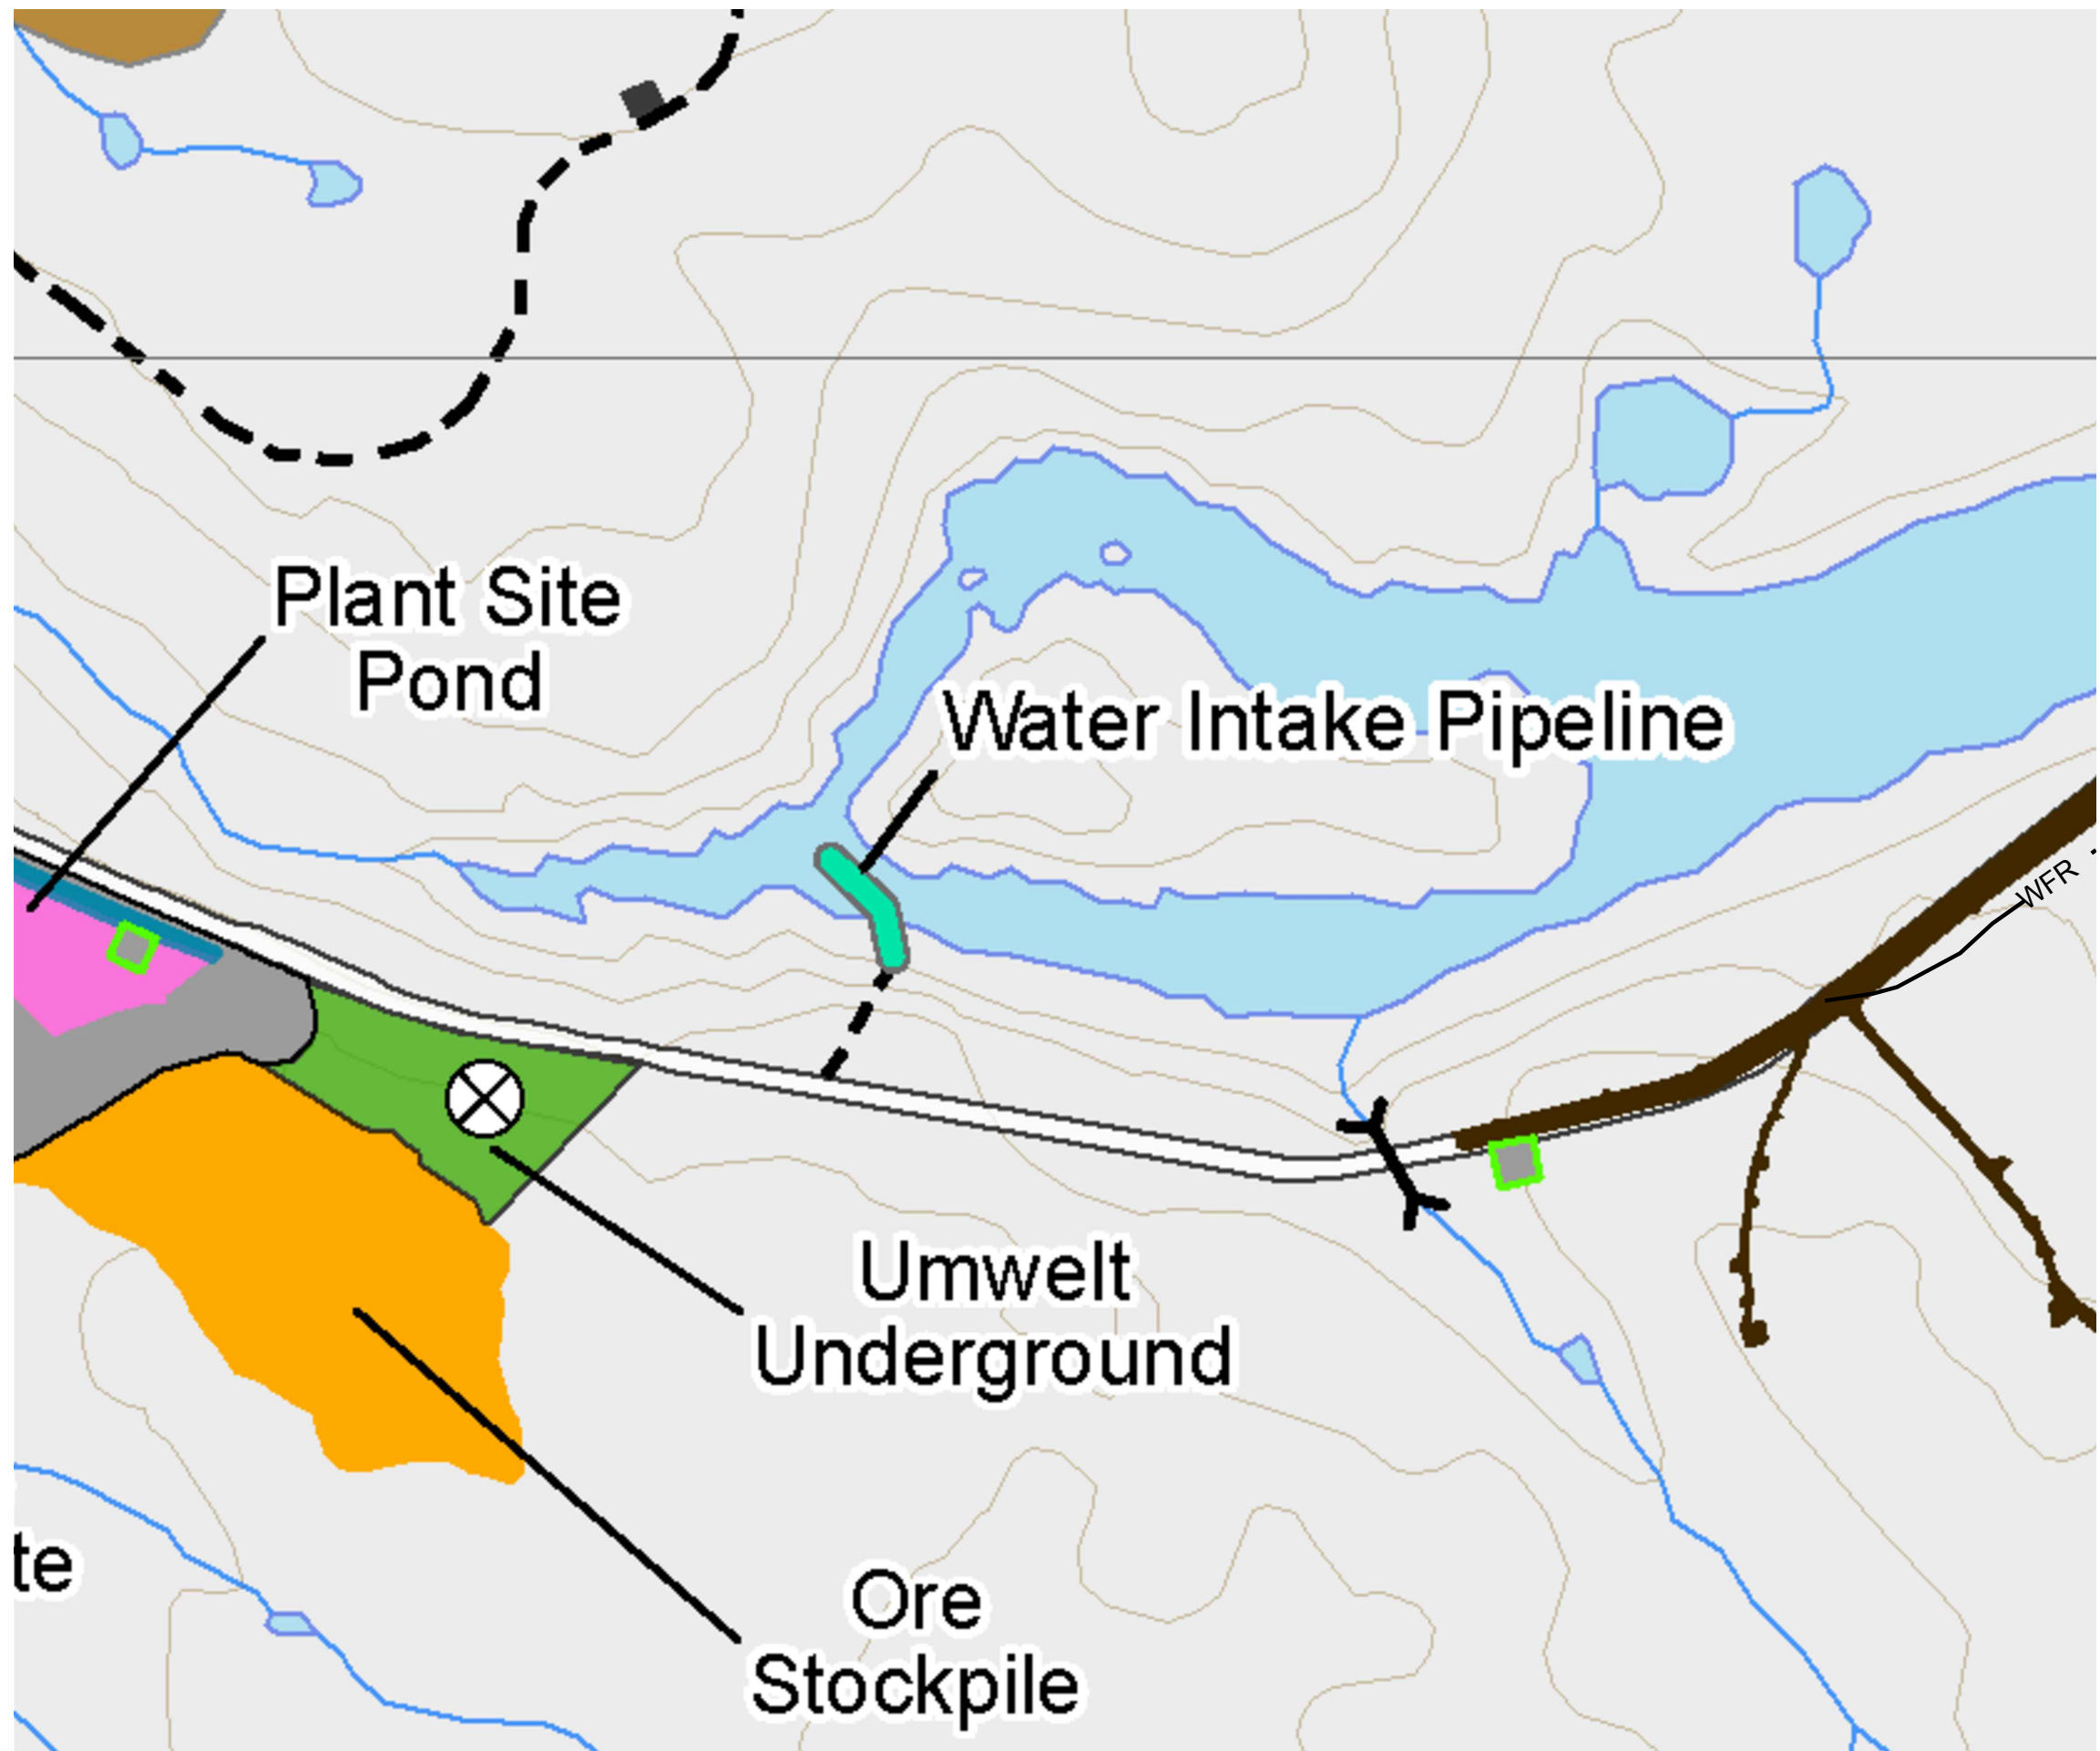 Plant Site
Pond
Water Intake Pipeline
WFR
Umwelt
Underground
te
Ore
Stockpile